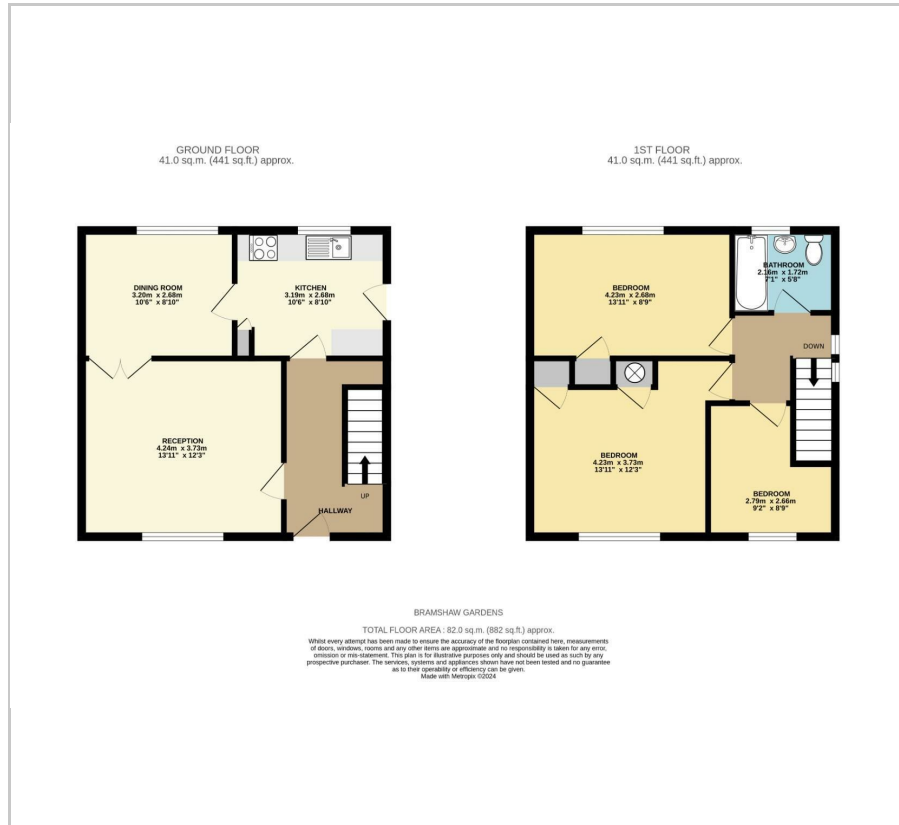 GROUND FLOOR
41.0 sq.m. (441 sq.ft.) approx.
DINING ROOM
3.20m x 2.68m
10'6" x 8'10"
KITCHEN
3.19m x 2.68m
10'6" x 8'10"
RECEPTION
4.24m x 3.73m
13'11" x 12'3"
UP
HALLWAY
1ST FLOOR
41.0 sq.m. (441 sq.ft.) approx.
BEDROOM
4.23m x 2.68m
13'11" x 8'9"
BATHROOM
2.16m x 1.72m
7'1" x 5'8"
DOWN
BEDROOM
4.23m x 3.73m
13'11" x 12'3"
BEDROOM
2.79m x 2.66m
9'2" x 8'9"
BRAMSHAW GARDENS
TOTAL FLOOR AREA : 82.0 sq.m. (882 sq.ft.) approx.
Whilst every attempt has been made to ensure the accuracy of the floorplan contained here, measurements
of doors, windows, rooms and any other items are approximate and no responsibility is taken for any error,
omission or mis-statement. This plan is for illustrative purposes only and should be used as such by any
prospective purchaser. The services, systems and appliances shown have not been tested and no guarantee
as to their operability or efficiency can be given.
Made with Metropix ©2024